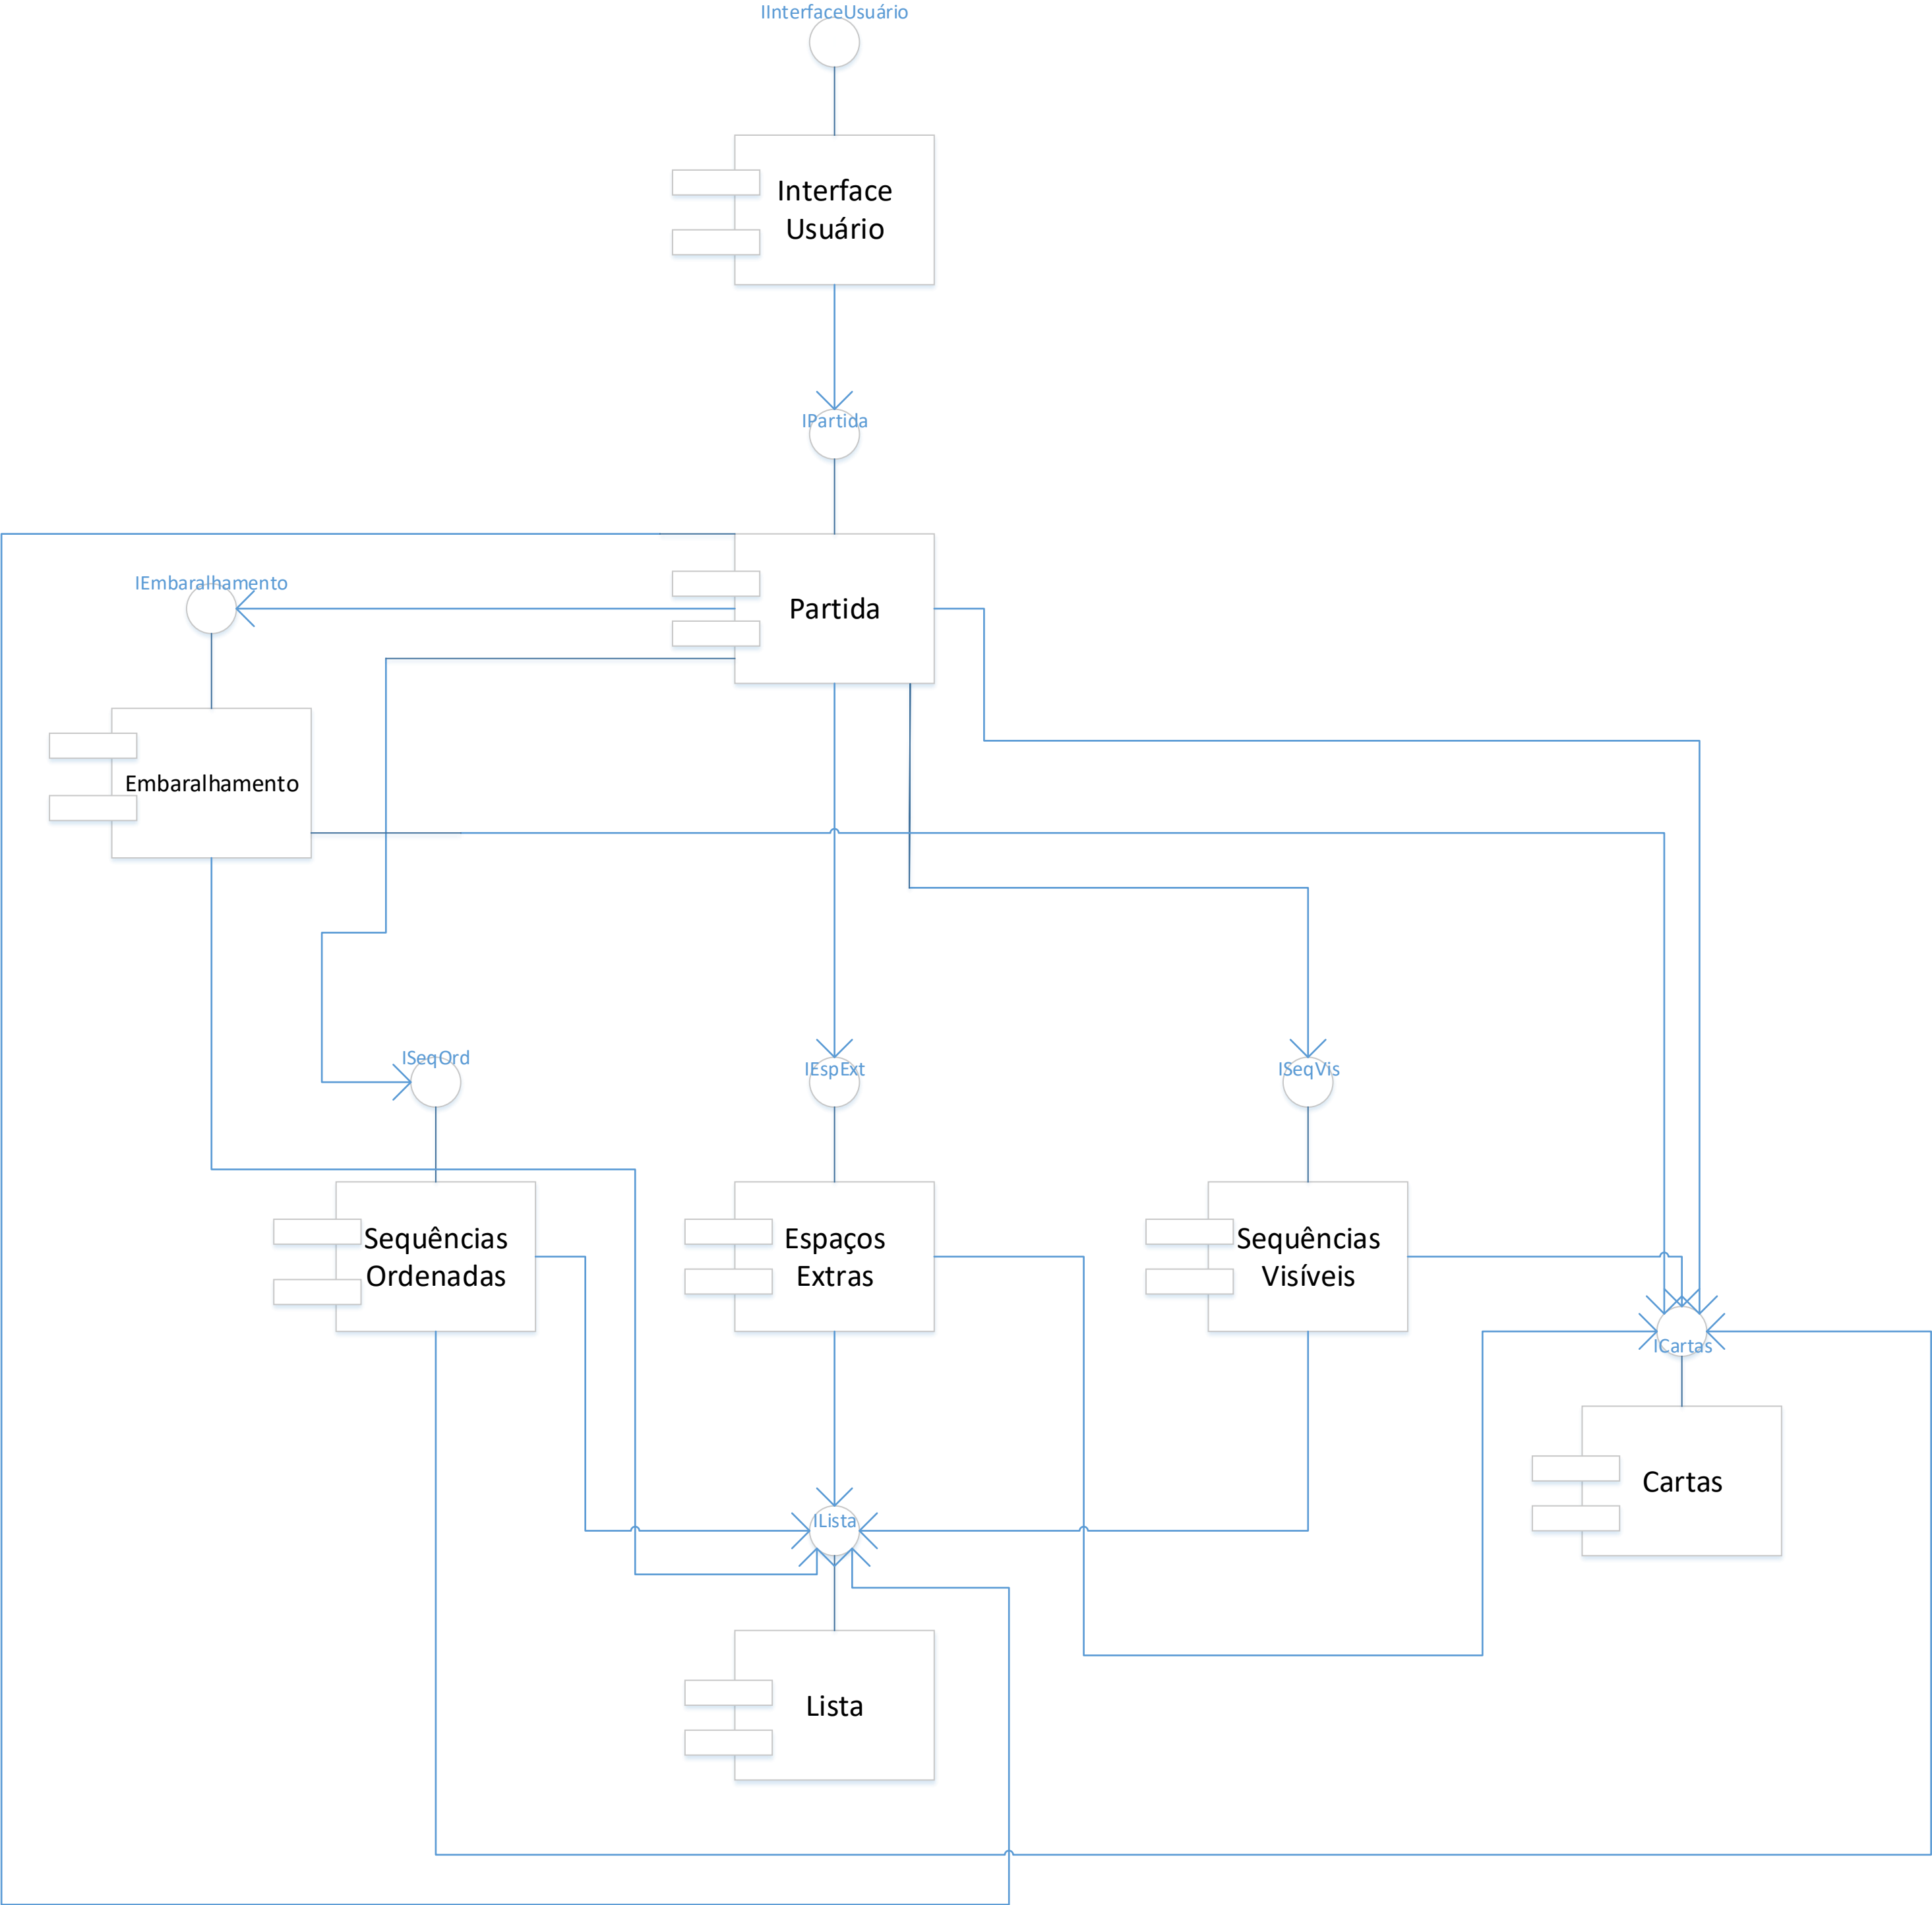 IInterfaceUsuário
Interface
Usuário
IPartida
IEmbaralhamento
Partida
Embaralhamento
ISeqOrd
IEspExt
ISeqVis
Sequências
Ordenadas
Espaços
Extras
Sequências
Visíveis
ICartas
Cartas
ILista
Lista